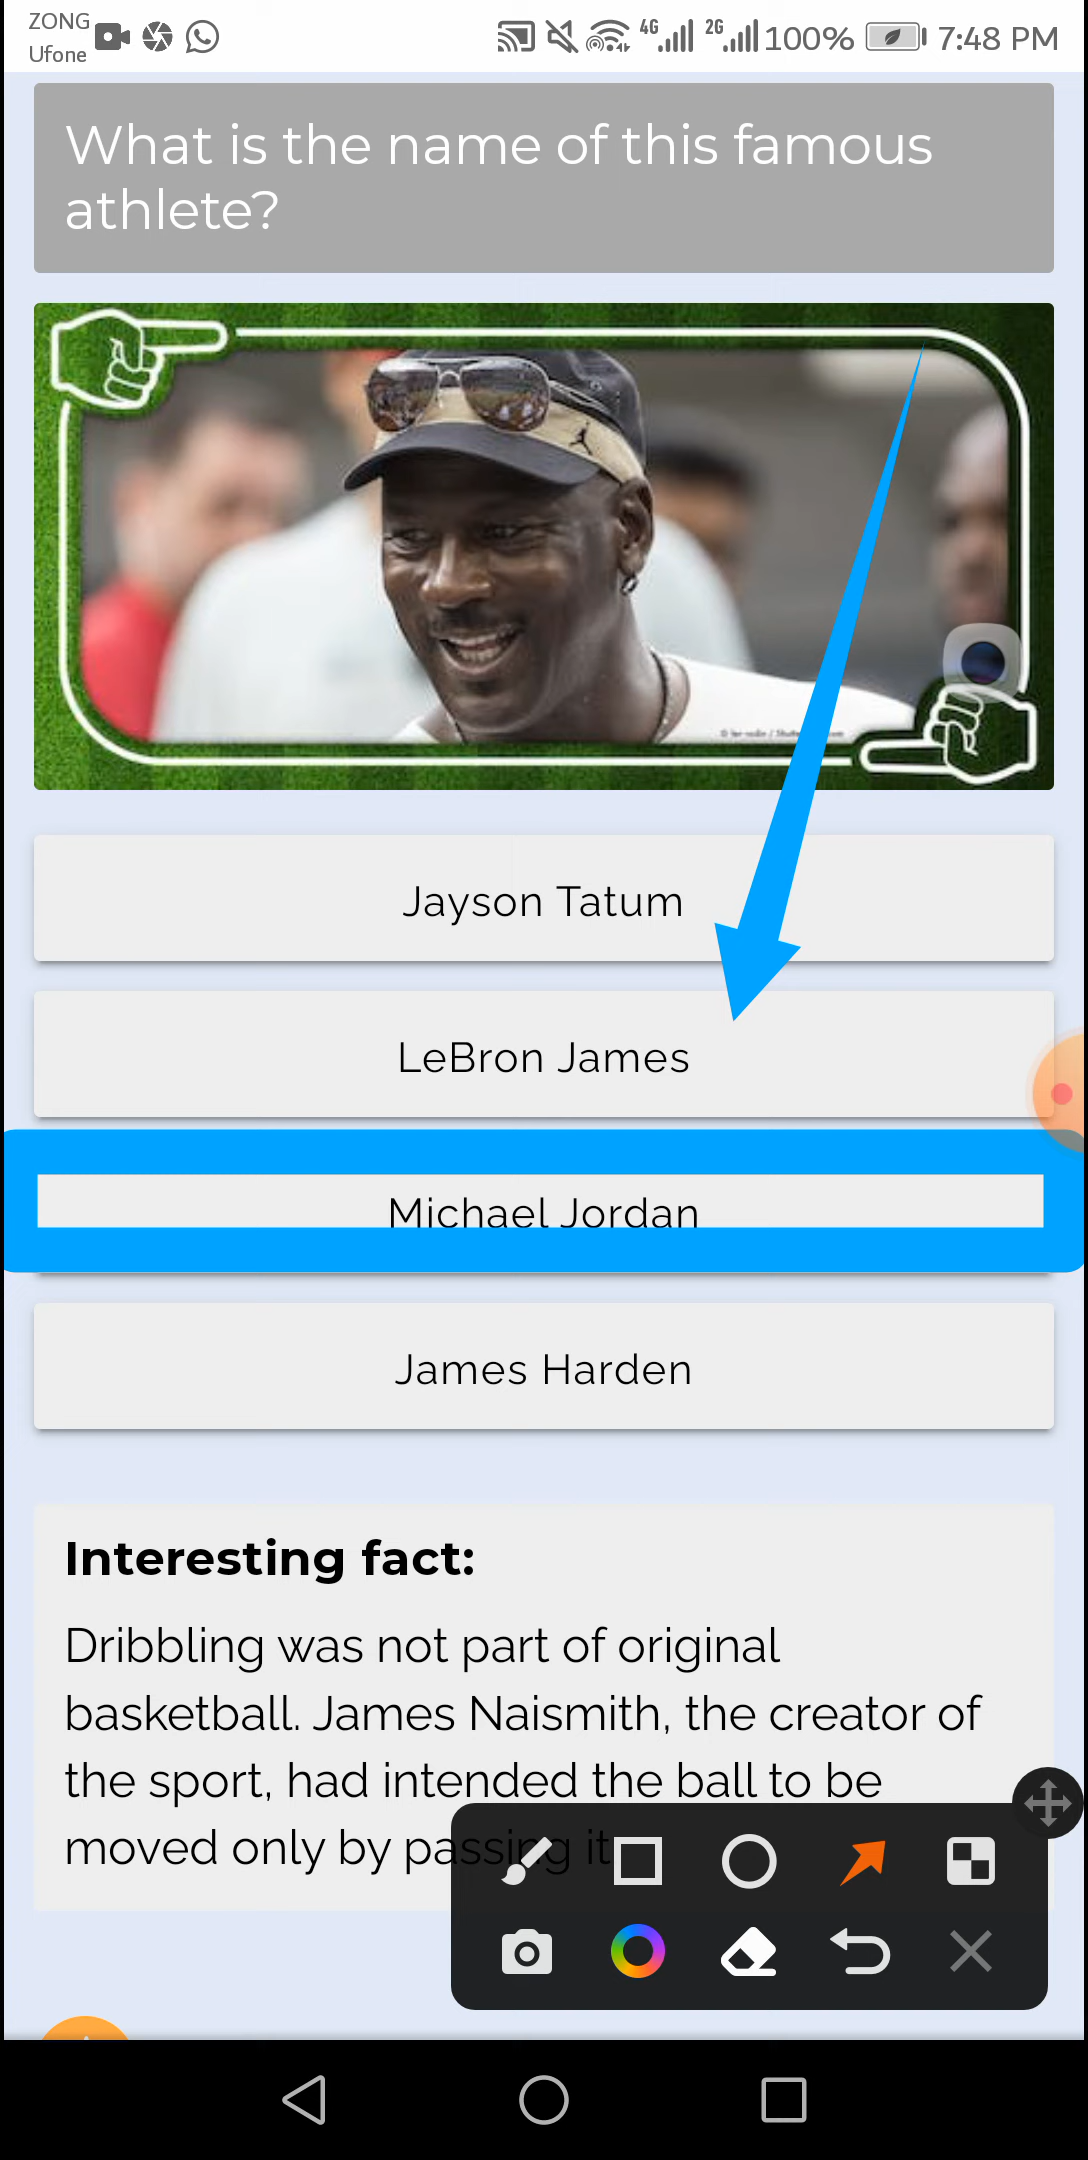 ZONG
Ufone
4G
2G
100%
7:48 PM
What is the name of this famous
athlete?
Jayson Tatum
LeBron James
Michael Jordan
James Harden
Interesting fact:
Dribbling was not part of original
basketball. James Naismith, the creator of
the sport, had intended the ball to be
moved only by passing it